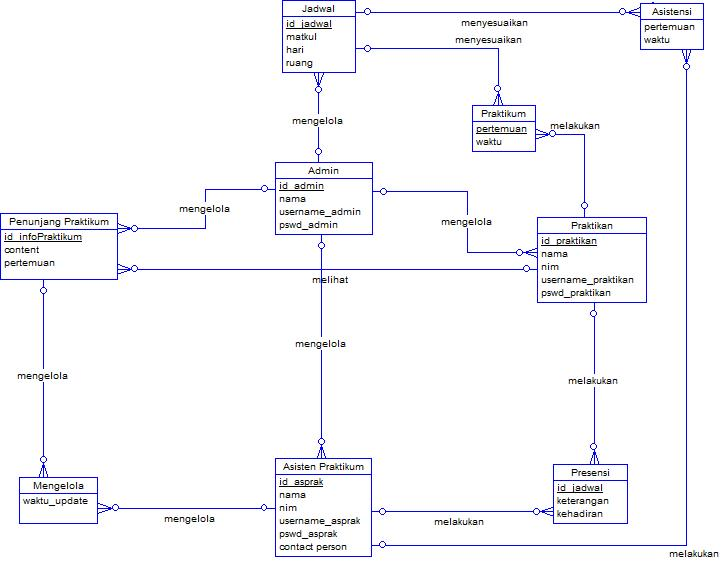 Jadwal
id_jadwal
matkul
hari
ruang
Asistensi
pertemuan
waktu
menyesuaikan
menyesuaikan
Praktikum
pertemuan
waktu
melakukan
mengelola
Admin
id_admin
nama
username_admin
pswd_admin
mengelola
mengelola
Penunjang Praktikum
id_infoPraktikum
content
pertemuan
Praktikan
id_praktikan
nama
nim
username_praktikan
pswd_praktikan
melihat
mengelola
mengelola
melakukan
Mengelola
waktu_update
mengelola
Asisten Praktikum
id_asprak
nama
nim
username_asprak
pswd_asprak
contact person
Presensi
id_jadwal
keterangan
kehadiran
melakukan
melakukan